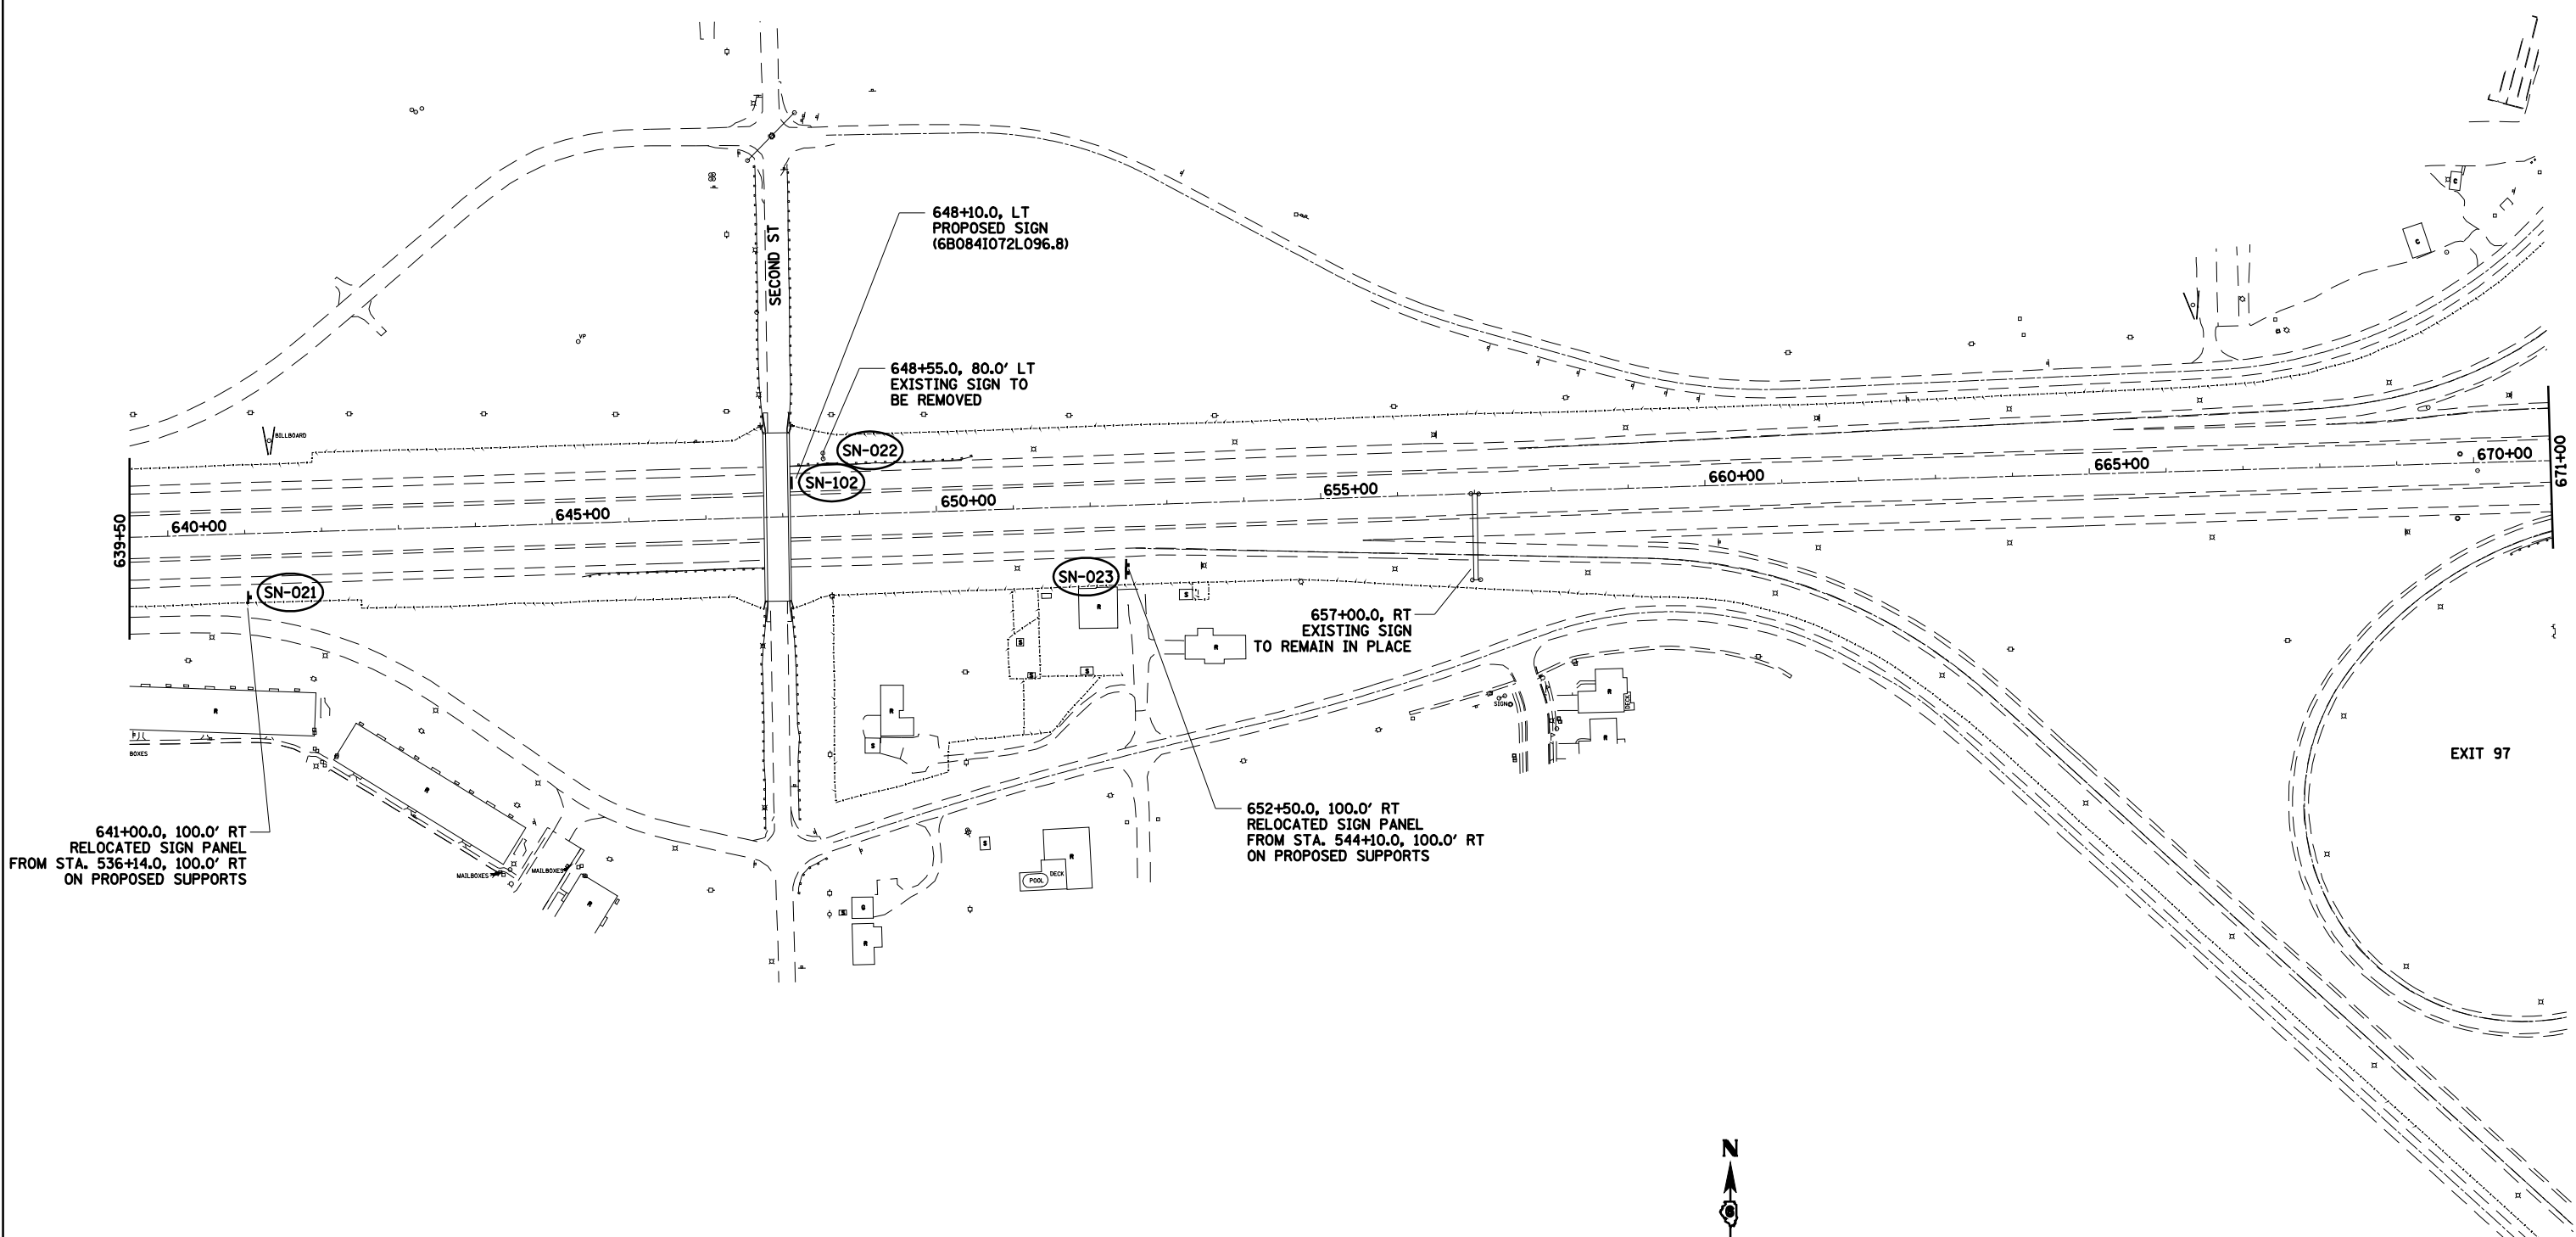 648+10.0, LT
PROPOSED SIGN
(6B084I072L096.8)
SECOND ST
VP
648+55.0, 80.0' LT
EXISTING SIGN TO
BE REMOVED
BILLBOARD
SN-022
SN-102
639+50
640+00
645+00
650+00
655+00
660+00
665+00
670+00
671+00
SN-021
SN-023
657+00.0, RT
EXISTING SIGN
TO REMAIN IN PLACE
C
C
R
S
R
S
S
S
R
R
S
SIGN
R
DECK
R
BOXES
R
EXIT 97
641+00.0, 100.0' RT
RELOCATED SIGN PANEL
FROM STA. 536+14.0, 100.0' RT
ON PROPOSED SUPPORTS
652+50.0, 100.0' RT
RELOCATED SIGN PANEL
FROM STA. 544+10.0, 100.0' RT
ON PROPOSED SUPPORTS
MAILBOXES
MAILBOXES
R
S
R
DECK
POOL
G
S
R
N